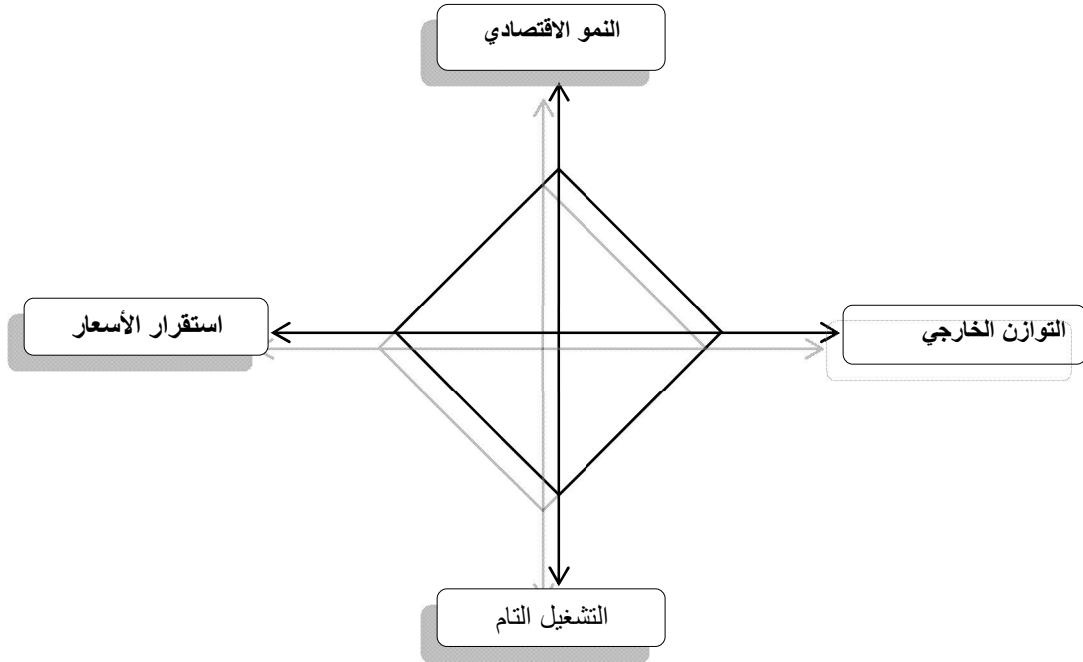 النمو الاقتصادي
التوازن الخارجي
استقرار الأسعار
التشغيل التام